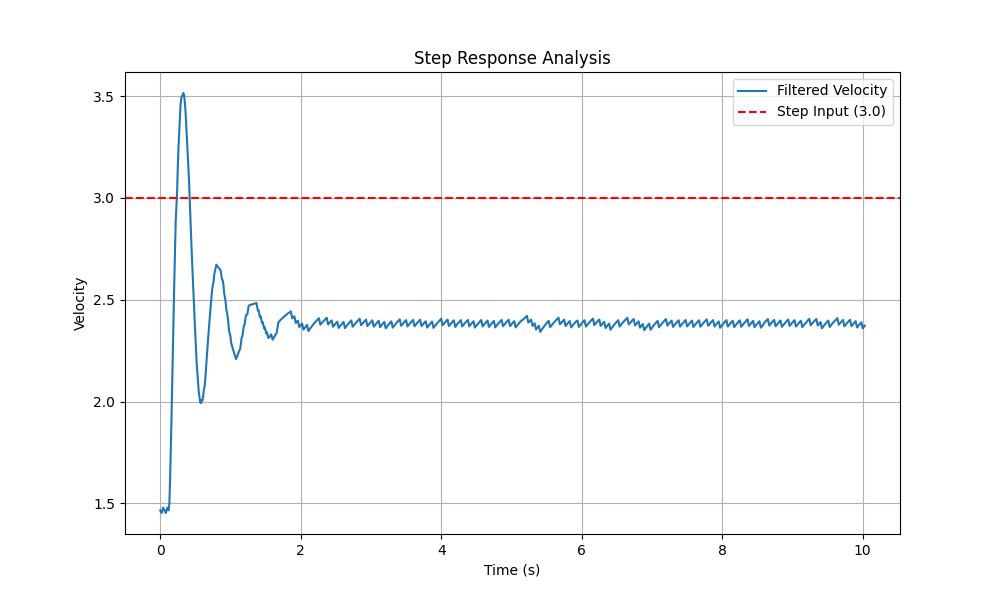 Step Response Analysis
Filtered Velocity
Step Input (3.0)
Velocity
3.5
3.0
2.5
2.0
1.5
0 2 4 6 8 10
Time (s)